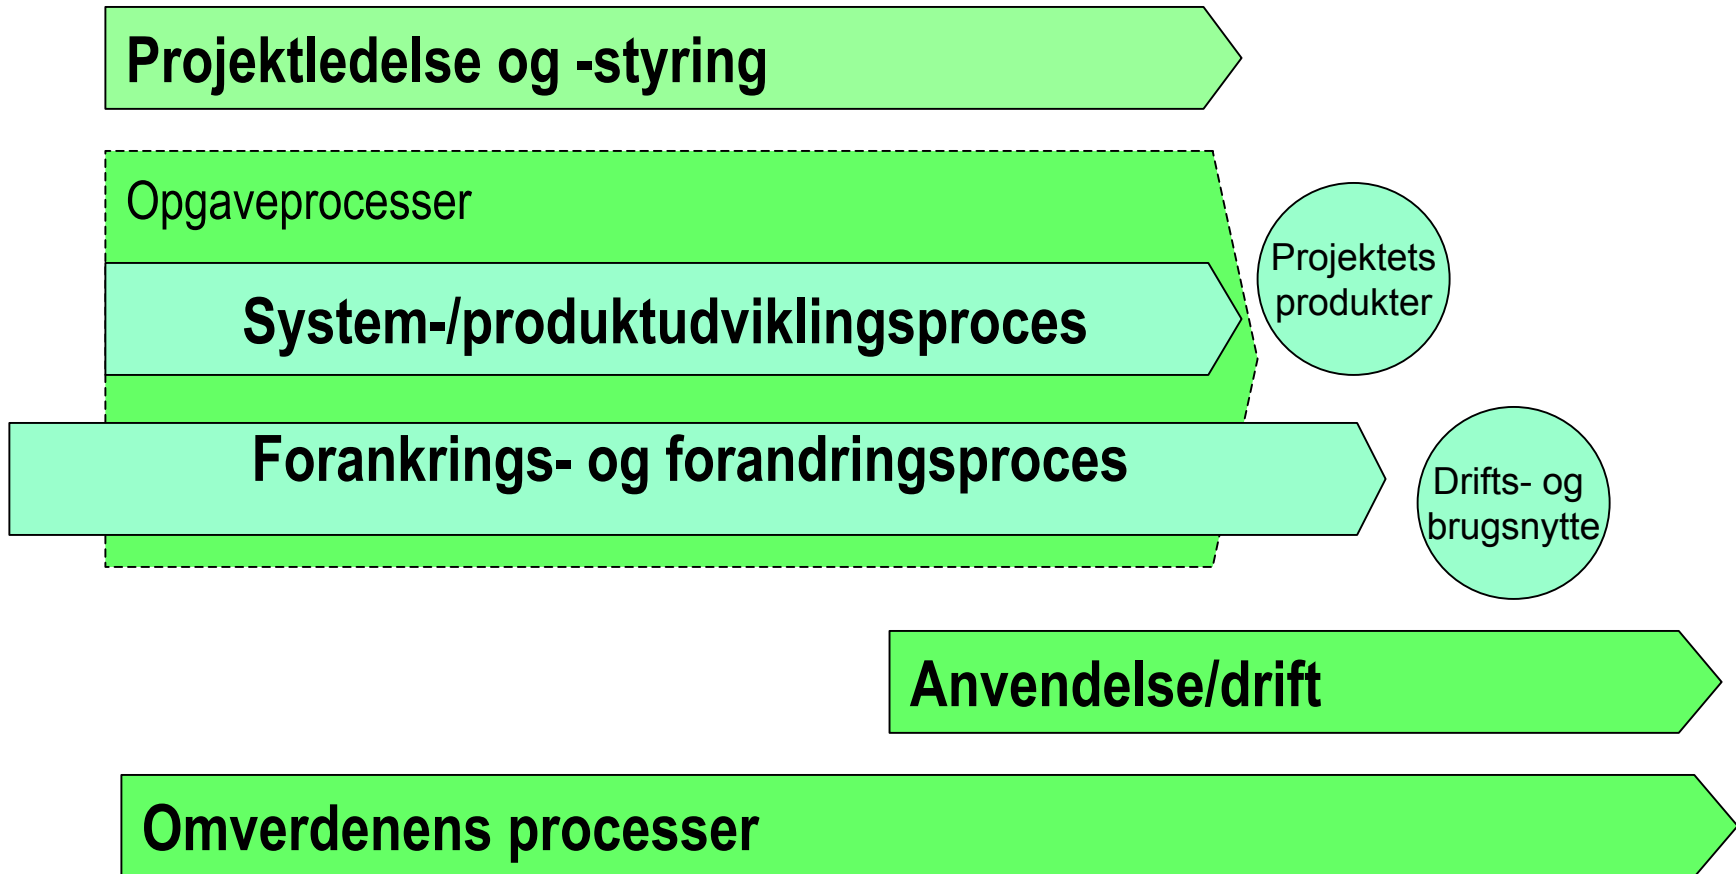 Projektledelse og -styring
Opgaveprocesser
System-/produktudviklingsproces
Projektets
produkter
Forankrings- og forandringsproces
Drifts- og
brugsnytte
Anvendelse/drift
Omverdenens processer